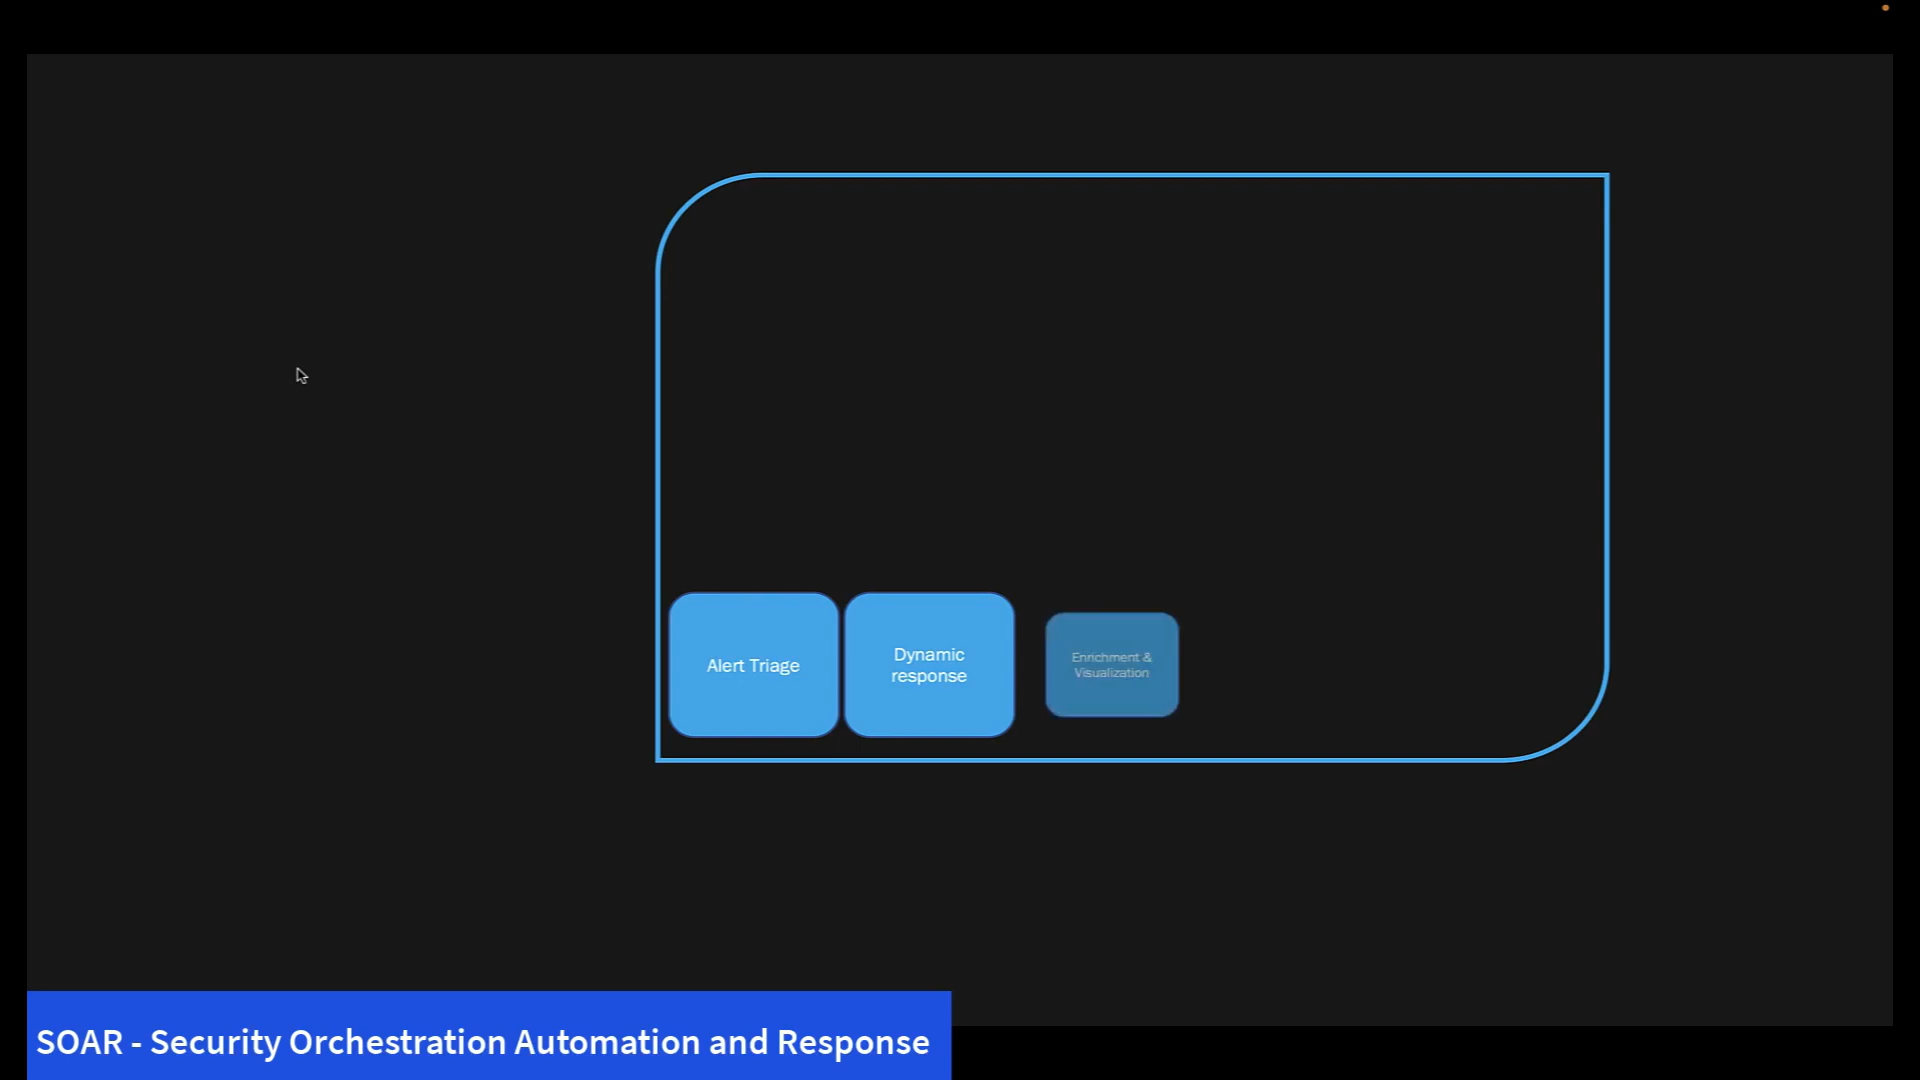 Alert Triage
Dynamic
response
Enrichment &
Visualization
SOAR - Security Orchestration Automation and Response